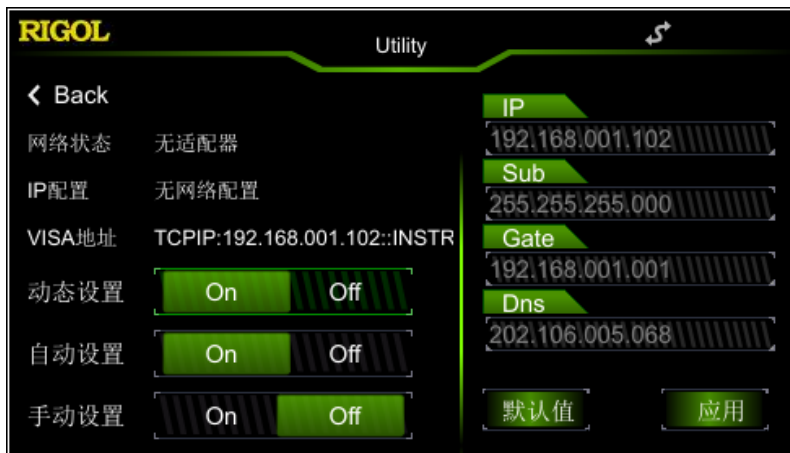 RIGOL
Utility
Back
网络状态 无适配器
IP配置 无网络配置
VISA地址 TCPIP:192.168.001.102::INSTR
动态设置 On Off
自动设置 On Off
手动设置 On Off
IP
192.168.001.102
Sub
255.255.255.000
Gate
192.168.001.001
Dns
202.106.005.068
默认值 应用